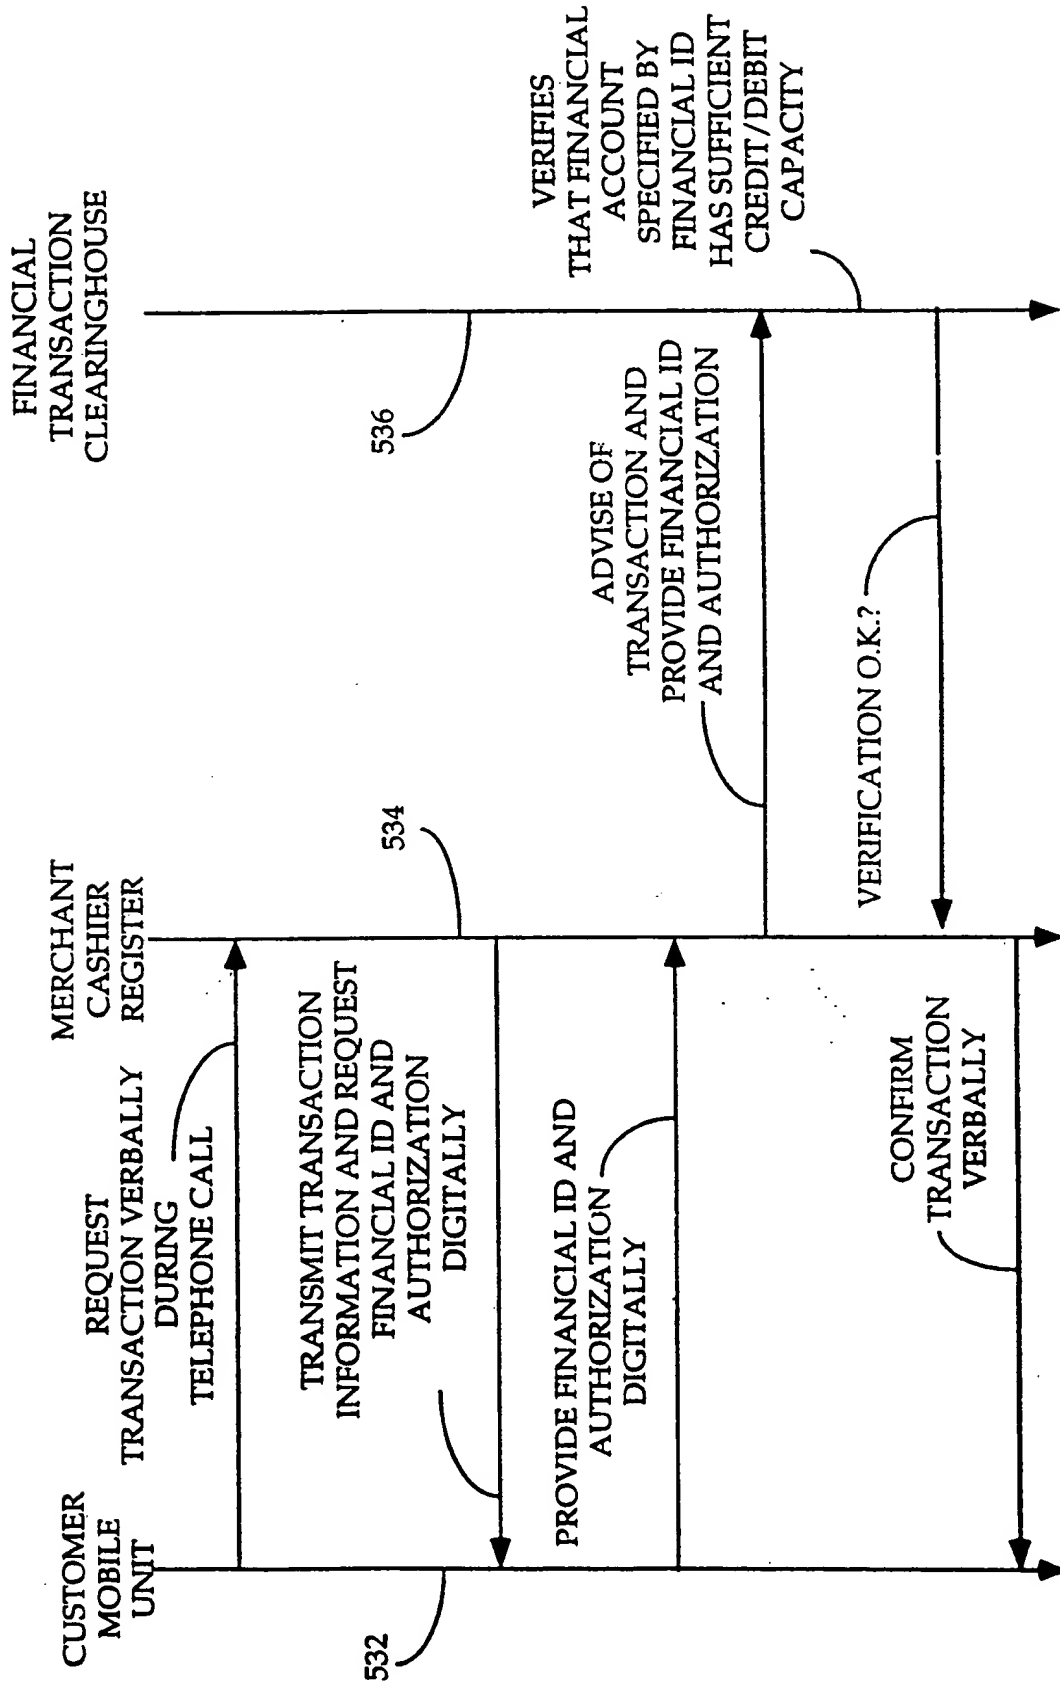 CUSTOMER
MOBILE
UNIT
MERCHANT
CASHIER
REGISTER
FINANCIAL
TRANSACTION
CLEARINGHOUSE
REQUEST
TRANSACTION VERBALLY
DURING
TELEPHONE CALL
532
534
536
TRANSMIT TRANSACTION
INFORMATION AND REQUEST
FINANCIAL ID AND
AUTHORIZATION
DIGITALLY
PROVIDE FINANCIAL ID AND
AUTHORIZATION
DIGITALLY
ADVISE OF
TRANSACTION AND
PROVIDE FINANCIAL ID
AND AUTHORIZATION
VERIFIES
THAT FINANCIAL
ACCOUNT
SPECIFIED BY
FINANCIAL ID
HAS SUFFICIENT
CREDIT/DEBIT
CAPACITY
VERIFICATION O.K.?
CONFIRM
TRANSACTION
VERBALLY